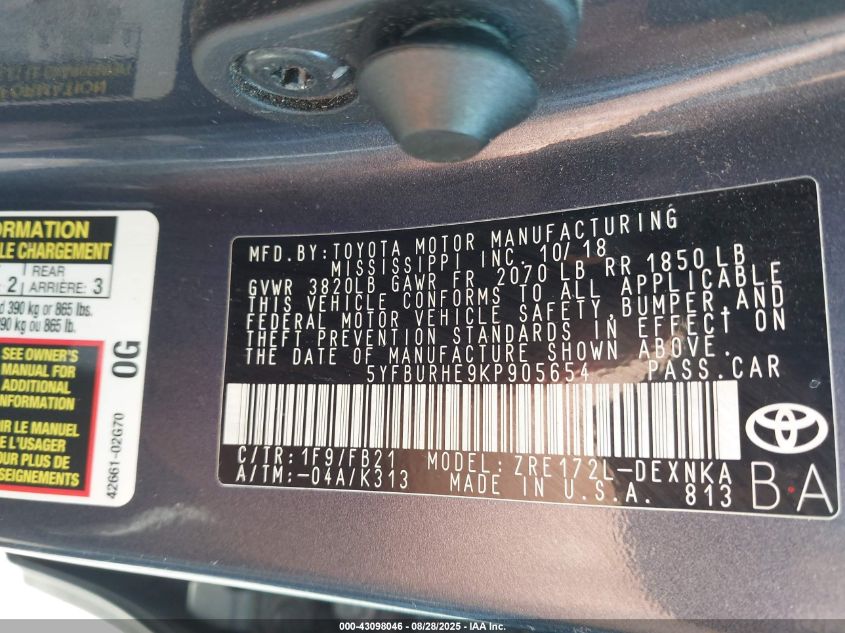 ORMATION
LE CHARGEMENT
2
REAR
ARRIÈRE: 3
390 kg or 865 lbs.
90 kg ou 865 lb.
SEE OWNER'S
MANUAL FOR
ADDITIONAL
INFORMATION
IR LE MANUEL
L'USAGER
OUR PLUS DE
SEIGNEMENTS
0G
42661-02G70
MFD.BY:TOYOTA MOTOR MANUFACTURING
MISSISSIPPI INC. 10/18
GVWR 3820LB GAWR FR 2070 LB RR 1850LB
THIS VEHICLE CONFORMS TO ALL APPLICABLE
FEDERAL MOTOR VEHICLE SAFETY,BUMPER,AND
THEFT PREVENTION STANDARDS IN EFFECT ON
THE DATE OF MANUFACTURE SHOWN ABOVE.
5YFBURHE9KP905654 PASS.CAR
C/TR:1F9/FB21 MODEL:ZRE172L-DEXNKA
A/TM:-04A/K313 MADE IN U.S.A. 813
B·A
000-43098046 - 08/28/2025 - IAA Inc.